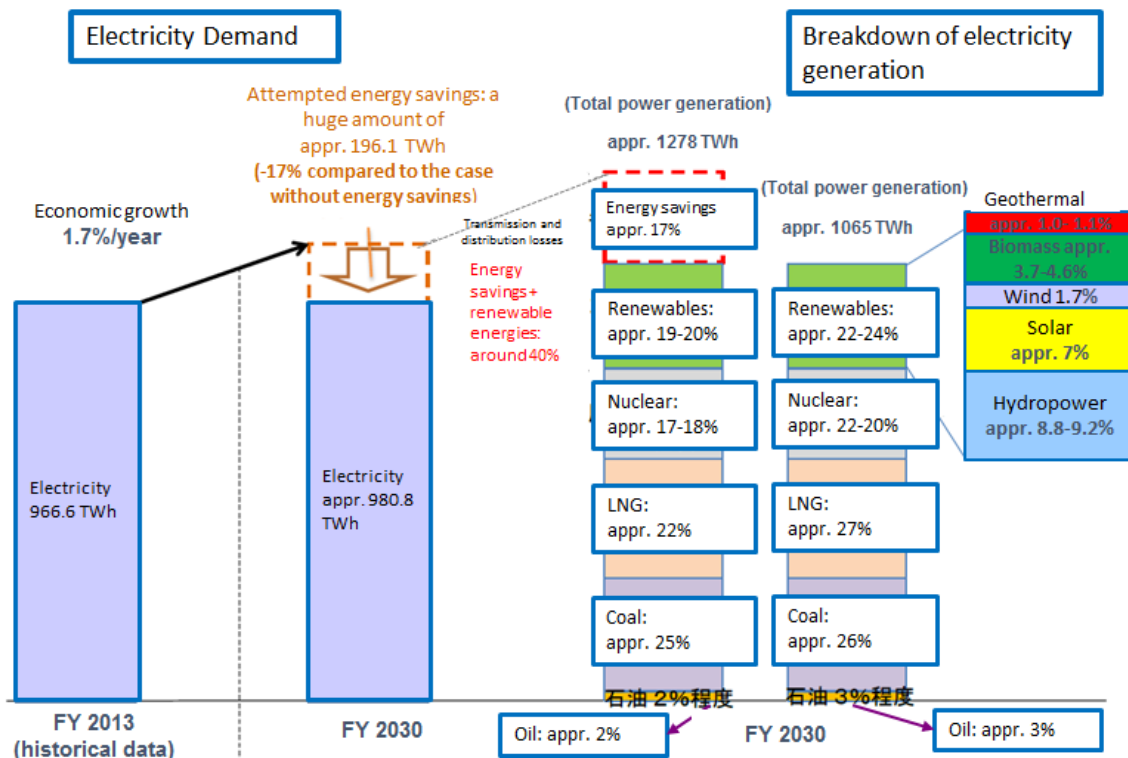 Electricity Demand
Breakdown of electricity
generation
Attempted energy savings: a
huge amount of
appr. 196.1 TWh
(-17% compared to the case
without energy savings)
Economic growth
1.7%/year
(Total power generation)
appr. 1278 TWh
(Total power generation)
appr. 1065 TWh
Transmission and
distribution losses
Energy
savings+
renewable
energies:
around 40%
Energy savings
appr. 17%
Renewables:
appr. 19-20%
Nuclear:
appr. 17-18%
LNG:
appr. 22%
Coal:
appr. 25%
石油2%程度
Oil: appr. 2%
Renewables:
appr. 22-24%
Nuclear:
appr. 22-20%
LNG:
appr. 27%
Coal:
appr. 26%
石油3%程度
Oil: appr. 3%
Geothermal
appr. 1.0- 1.1%
Biomass appr.
3.7-4.6%
Wind 1.7%
Solar
appr. 7%
Hydropower
appr. 8.8-9.2%
Electricity
966.6 TWh
Electricity
appr. 980.8
TWh
FY 2013
(historical data)
FY 2030
FY 2030